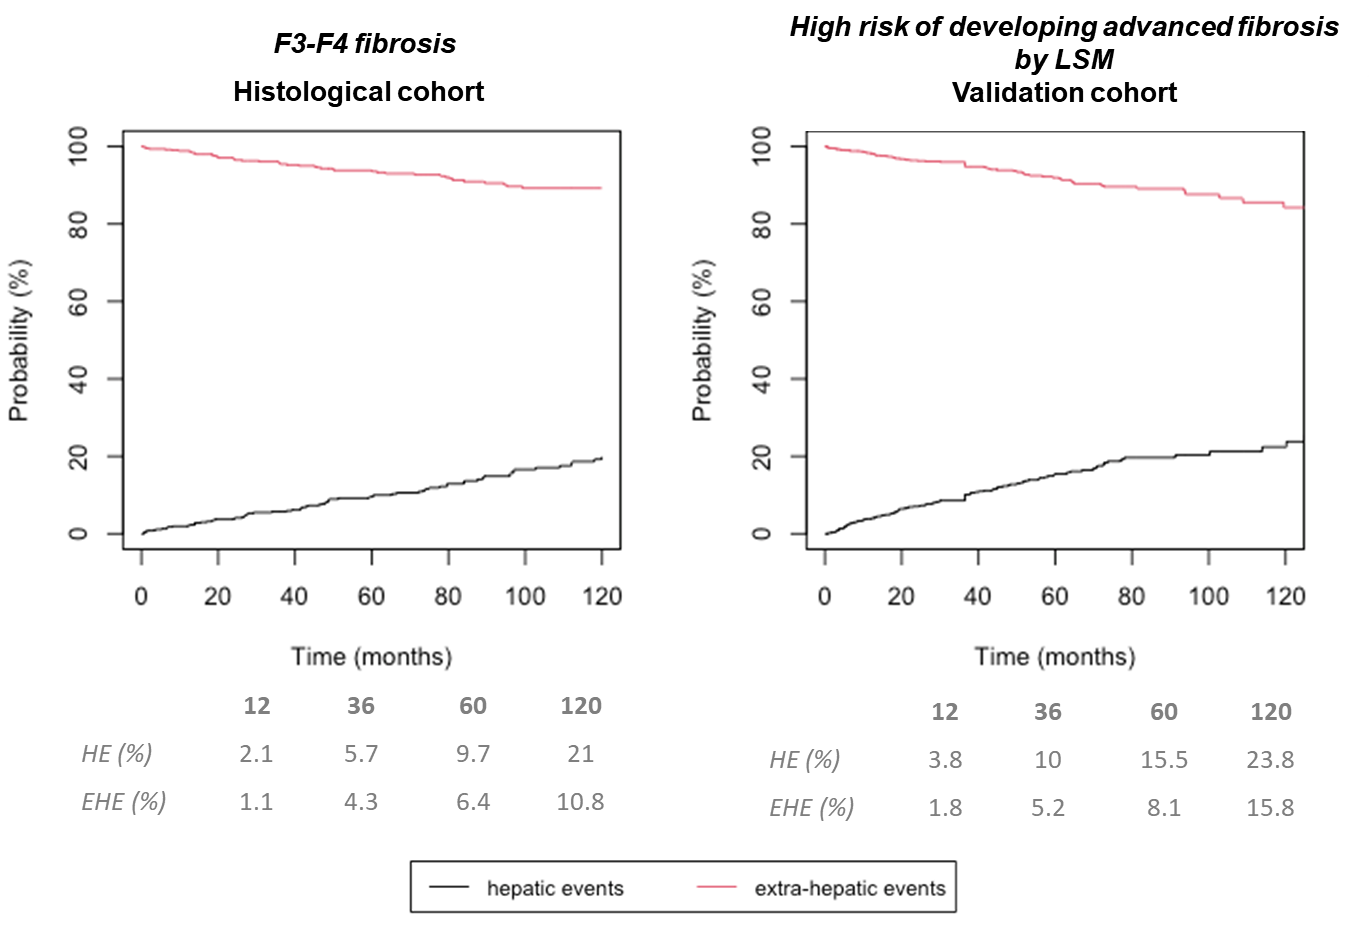 F3-F4 fibrosis
Histological cohort
100
80
60
40
20
0
Probability (%)
0 20 40 60 80 100 120
Time (months)
12 36 60 120
HE (%) 2.1 5.7 9.7 21
EHE (%) 1.1 4.3 6.4 10.8
High risk of developing advanced fibrosis
by LSM
Validation cohort
100
80
60
40
20
0
Probability (%)
0 20 40 60 80 100 120
Time (months)
12 36 60 120
HE (%) 3.8 10 15.5 23.8
EHE (%) 1.8 5.2 8.1 15.8
hepatic events extra-hepatic events